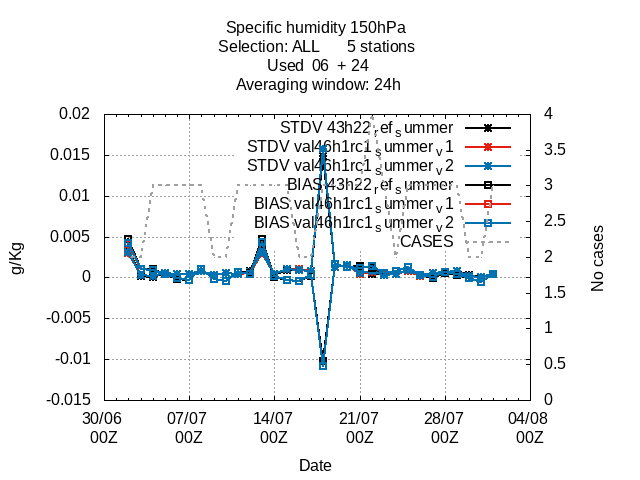 Specific humidity 150hPa
Selection: ALL 5 stations
Used 06 + 24
Averaging window: 24h
0.02
0.015
0.01
0.005
0
-0.005
-0.01
-0.015
g/Kg
STDV 43h22_ref_summer
STDV val46h1rc1_summer_v1
STDV val46h1rc1_summer_v2
BIAS 43h22_ref_summer
BIAS val46h1rc1_summer_v1
BIAS val46h1rc1_summer_v2
CASES
4
3.5
3
2.5
2
1.5
1
0.5
0
No cases
30/06 07/07 14/07 21/07 28/07 04/08
00Z 00Z 00Z 00Z 00Z 00Z
Date